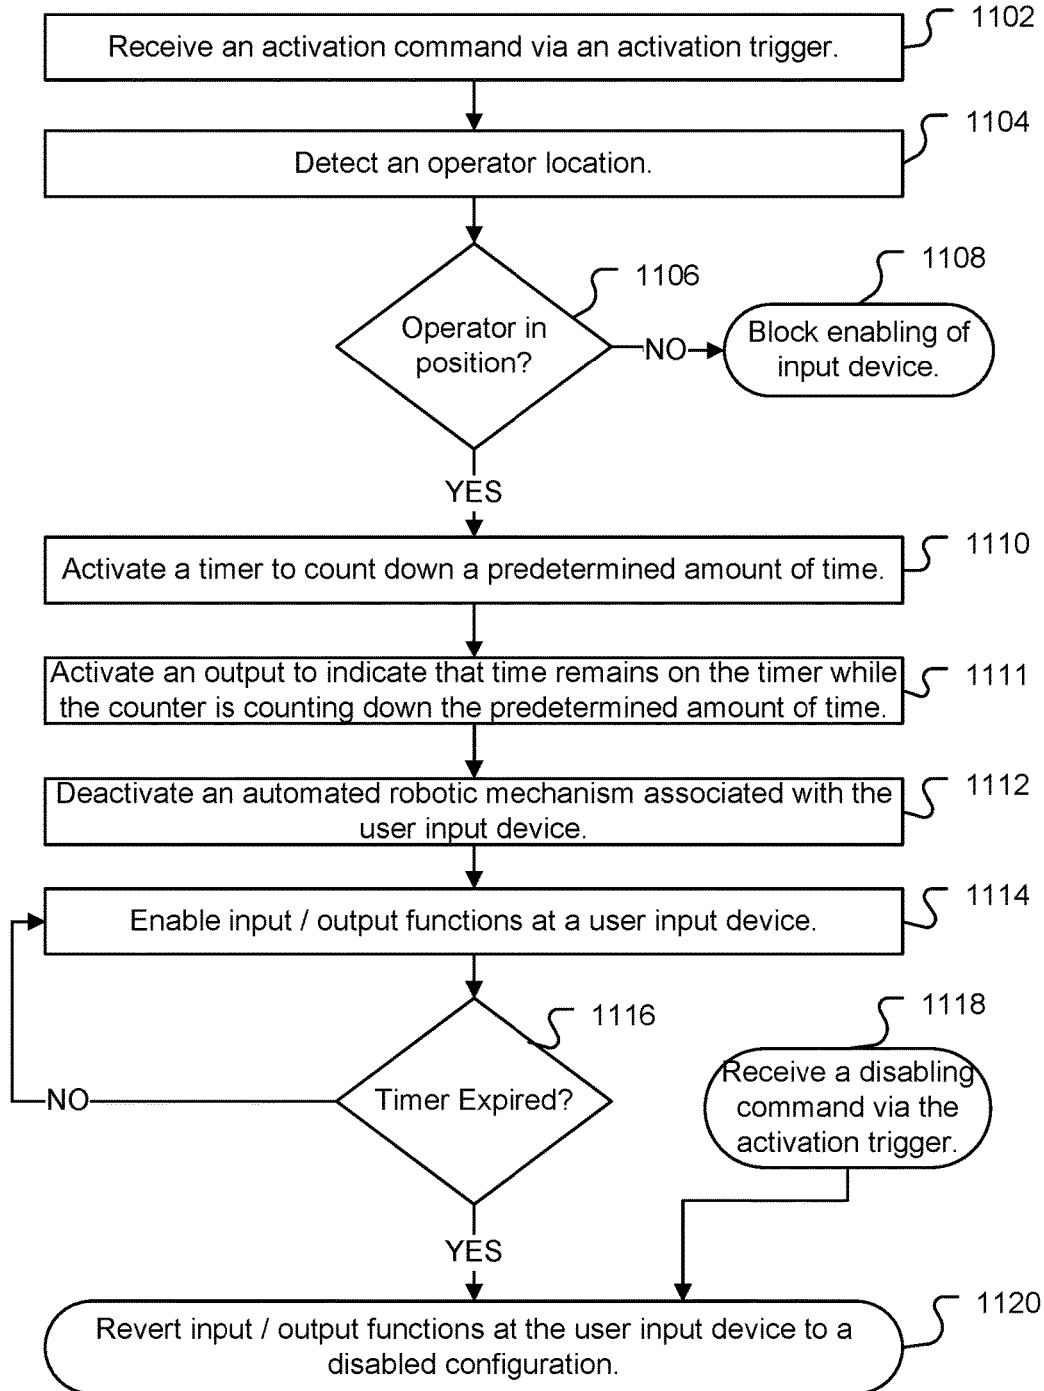 1102
Receive an activation command via an activation trigger.
1104
Detect an operator location.
1106
Operator in
position?
NO
1108
Block enabling of
input device.
YES
1110
Activate a timer to count down a predetermined amount of time.
1111
Activate an output to indicate that time remains on the timer while
the counter is counting down the predetermined amount of time.
1112
Deactivate an automated robotic mechanism associated with the
user input device.
1114
Enable input / output functions at a user input device.
1116
Timer Expired?
NO
1118
Receive a disabling
command via the
activation trigger.
YES
1120
Revert input / output functions at the user input device to a
disabled configuration.